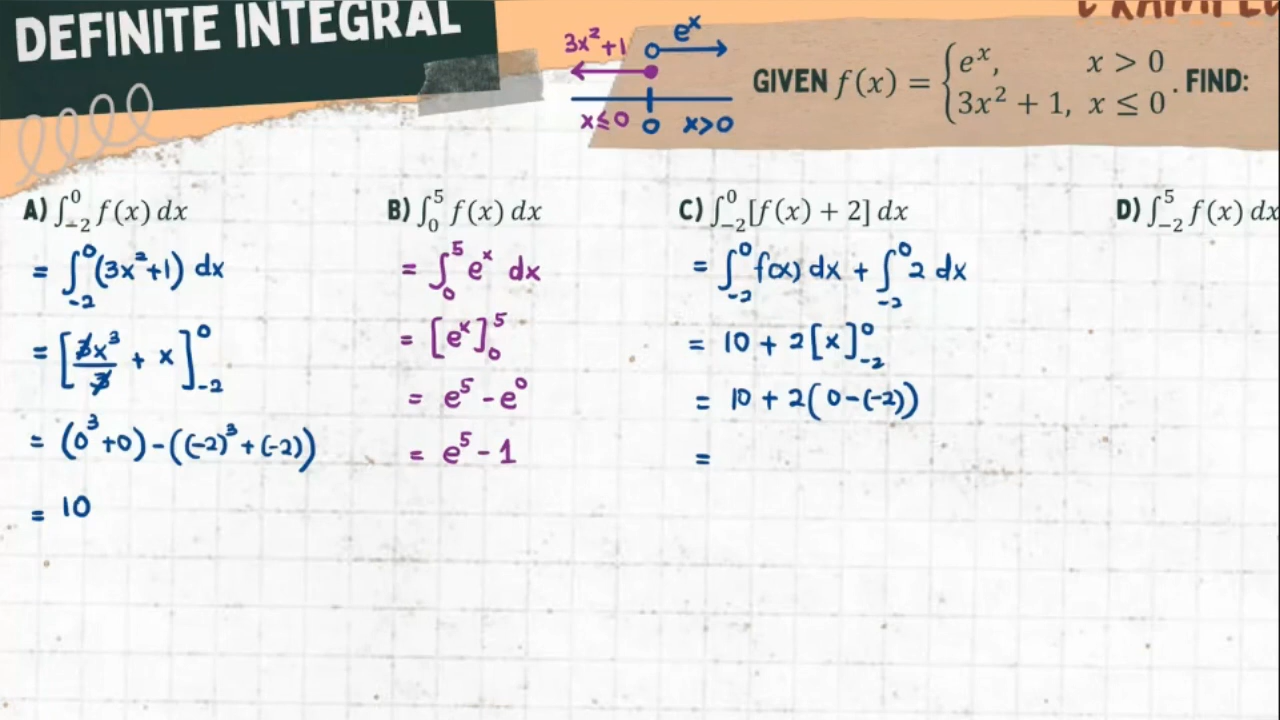 DEFINITE INTEGRAL
3x²+1
eˣ
x≤0 0 x>0
GIVEN f(x) = { eˣ, x > 0
3x² + 1, x ≤ 0 . FIND:
A) ∫₋₂⁰ f(x) dx
= ∫₋₂⁰ (3x²+1) dx
= [3x³/3 + x]₋₂⁰
= (0³+0)-((-2)³+(-2))
= 10
B) ∫₀⁵ f(x) dx
= ∫₀⁵ eˣ dx
= [eˣ]₀⁵
= e⁵ - e⁰
= e⁵ - 1
C) ∫₋₂⁰ [f(x) + 2] dx
= ∫₋₂⁰ f(x) dx + ∫₋₂⁰ 2 dx
= 10 + 2[x]₋₂⁰
= 10 + 2(0-(-2))
=
D) ∫₋₂⁵ f(x) dx